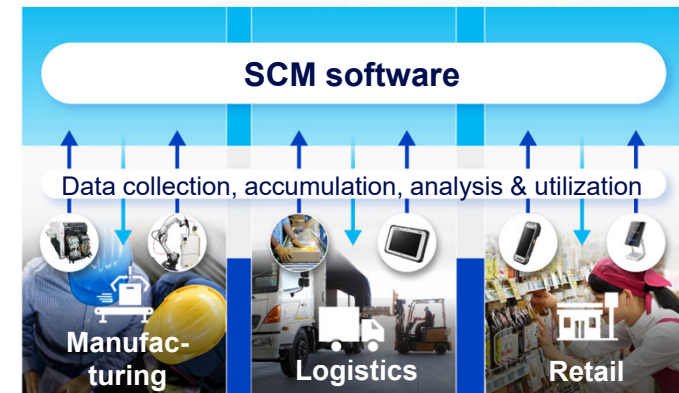 SCM software
Data collection, accumulation, analysis & utilization
Manufac-
turing
Logistics
Retail